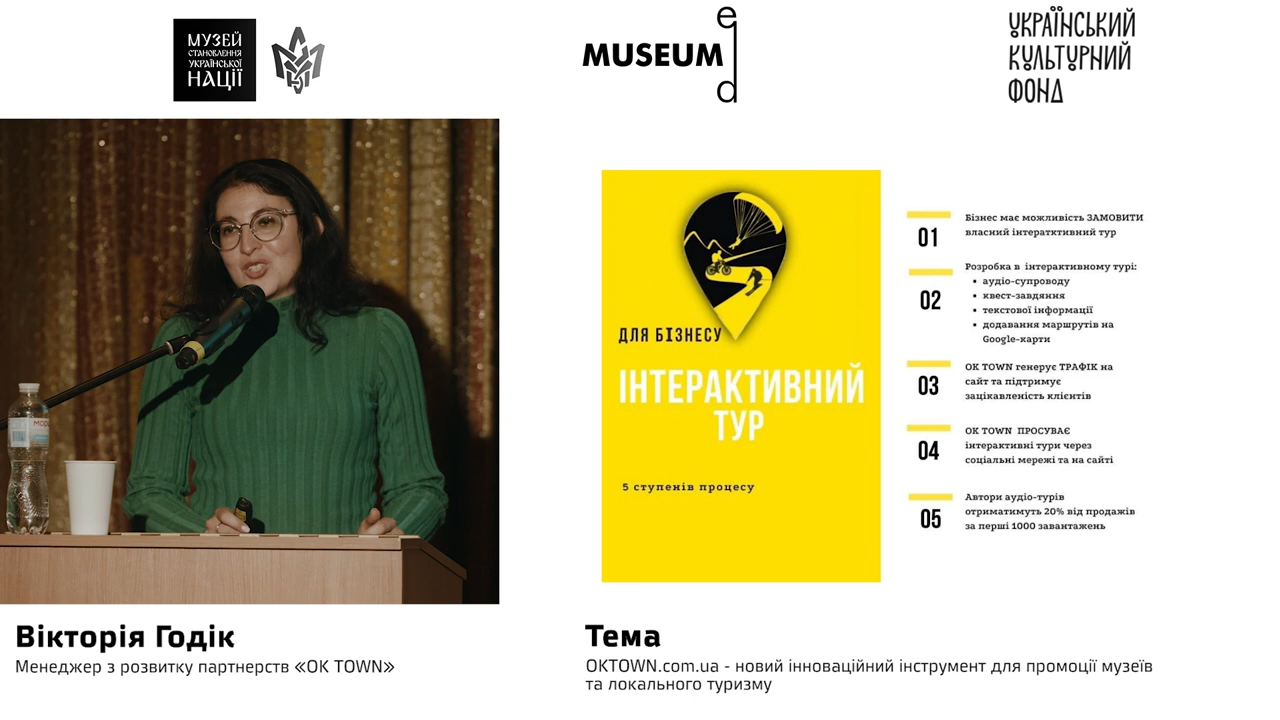 МУЗЕЙ
СТАНОВЛЕННЯ
УКРАЇНСЬКОЇ
НАЦІЇ
MUSEUM
ed
УКРАЇНСЬКИЙ
КУЛЬТУРНИЙ
ФОНД
ДЛЯ БІЗНЕСУ
ІНТЕРАКТИВНИЙ
ТУР
5 ступенів процесу
01
Бізнес має можливість ЗАМОВИТИ
власний інтератктивний тур
02
Розробка в інтерактивному турі:
• аудіо-супроводу
• квест-завдяння
• текстової інформації
• додавання маршрутів на
Google-карти
03
OK TOWN генерує ТРАФІК на
сайт та підтримує
зацікавленість клієнтів
04
OK TOWN ПРОСУВАЄ
інтерактивні тури через
соціальні мережі та на сайті
05
Автори аудіо-турів
отриматимуть 20% від продажів
за перші 1000 завантажень
Вікторія Годік
Менеджер з розвитку партнерств «OK TOWN»
Тема
OKTOWN.com.ua - новий інноваційний інструмент для промоції музеїв
та локального туризму